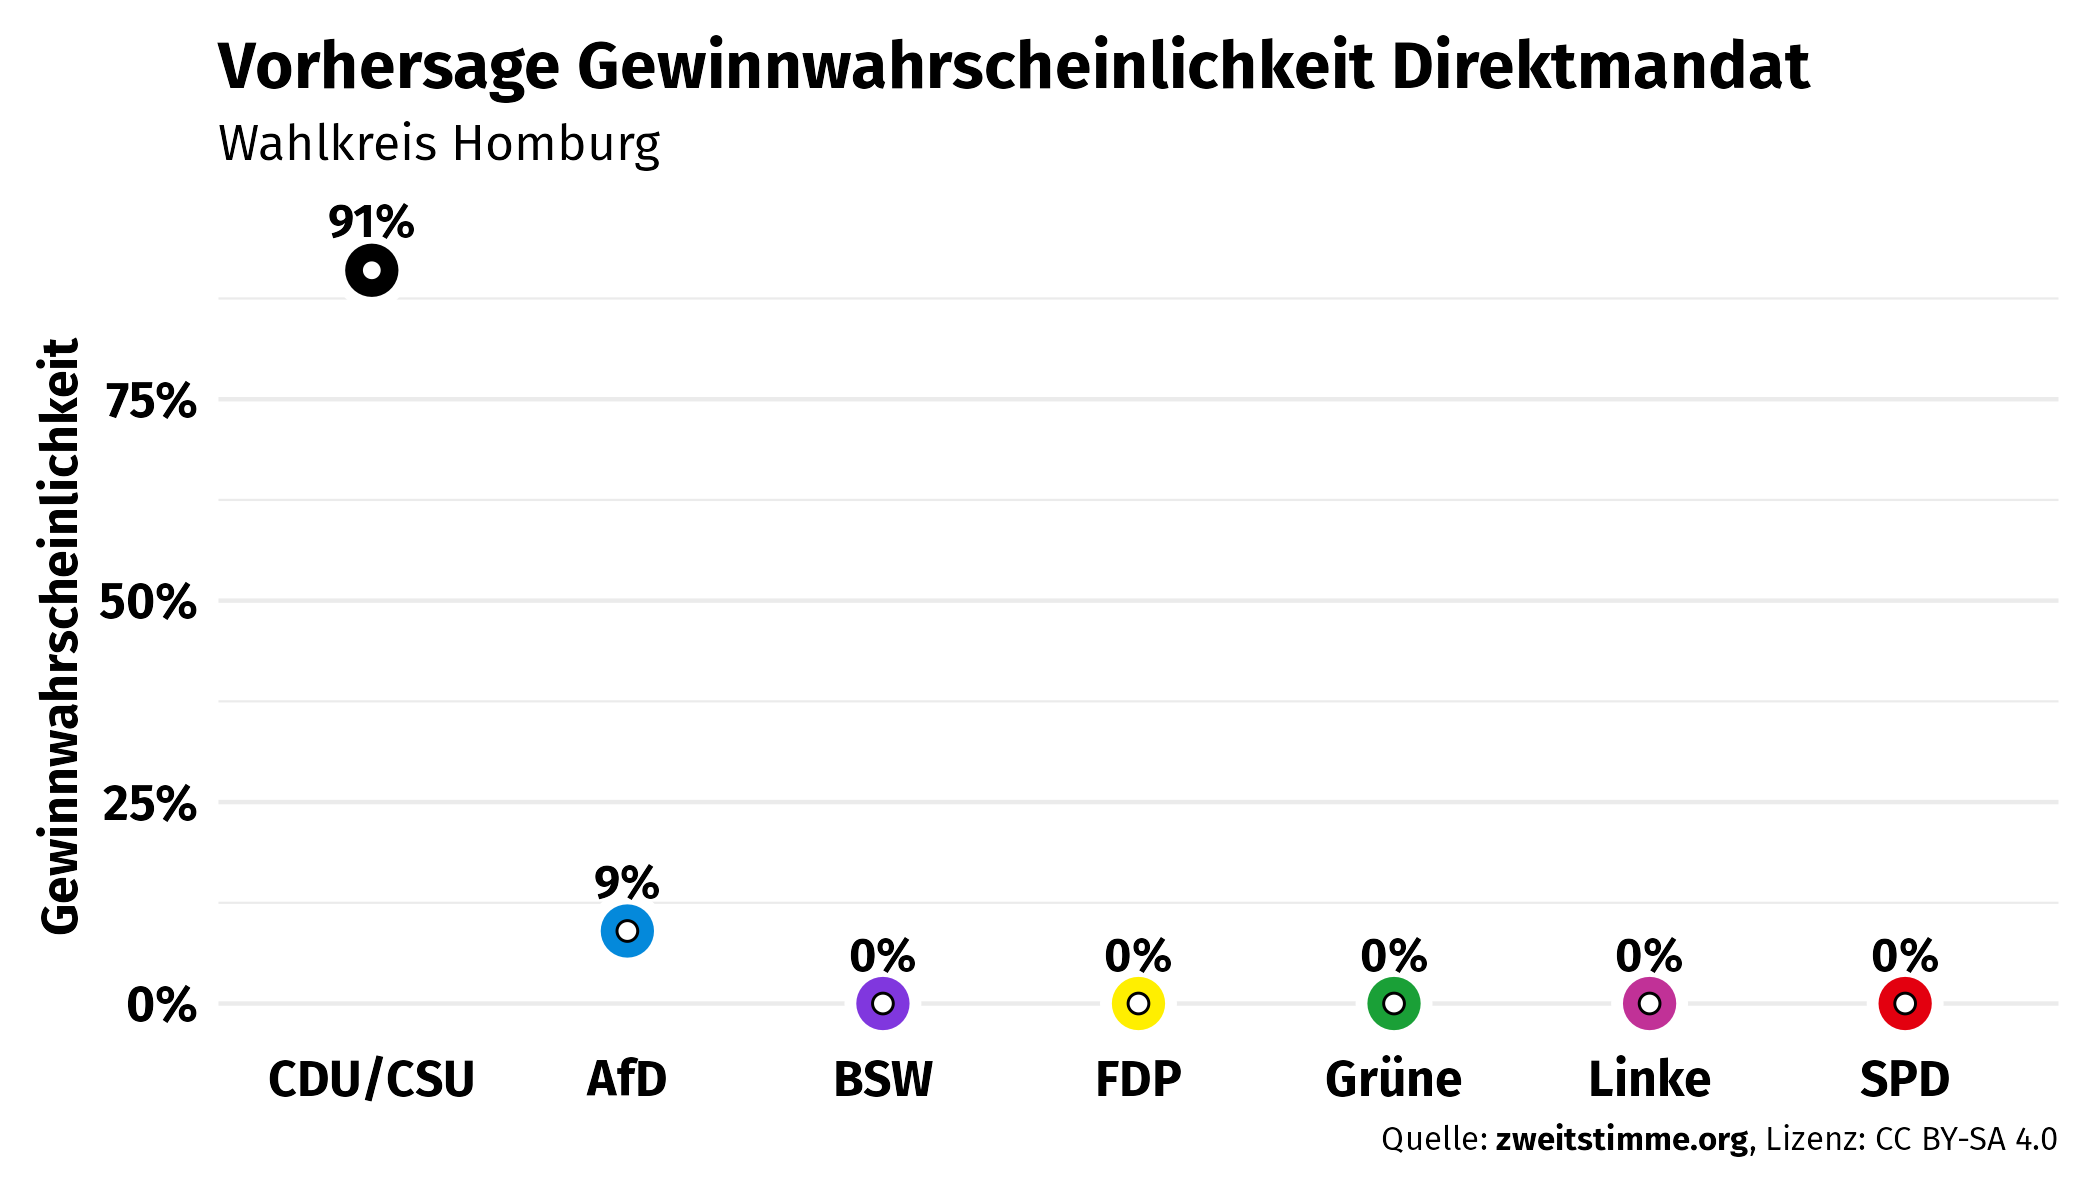 Vorhersage Gewinnwahrscheinlichkeit Direktmandat
Wahlkreis Homburg
Gewinnwahrscheinlichkeit
91%
75%
50%
25%
9%
0% 0% 0% 0% 0%
0%
CDU/CSU AfD BSW FDP Grüne Linke SPD
Quelle: zweitstimme.org, Lizenz: CC BY-SA 4.0